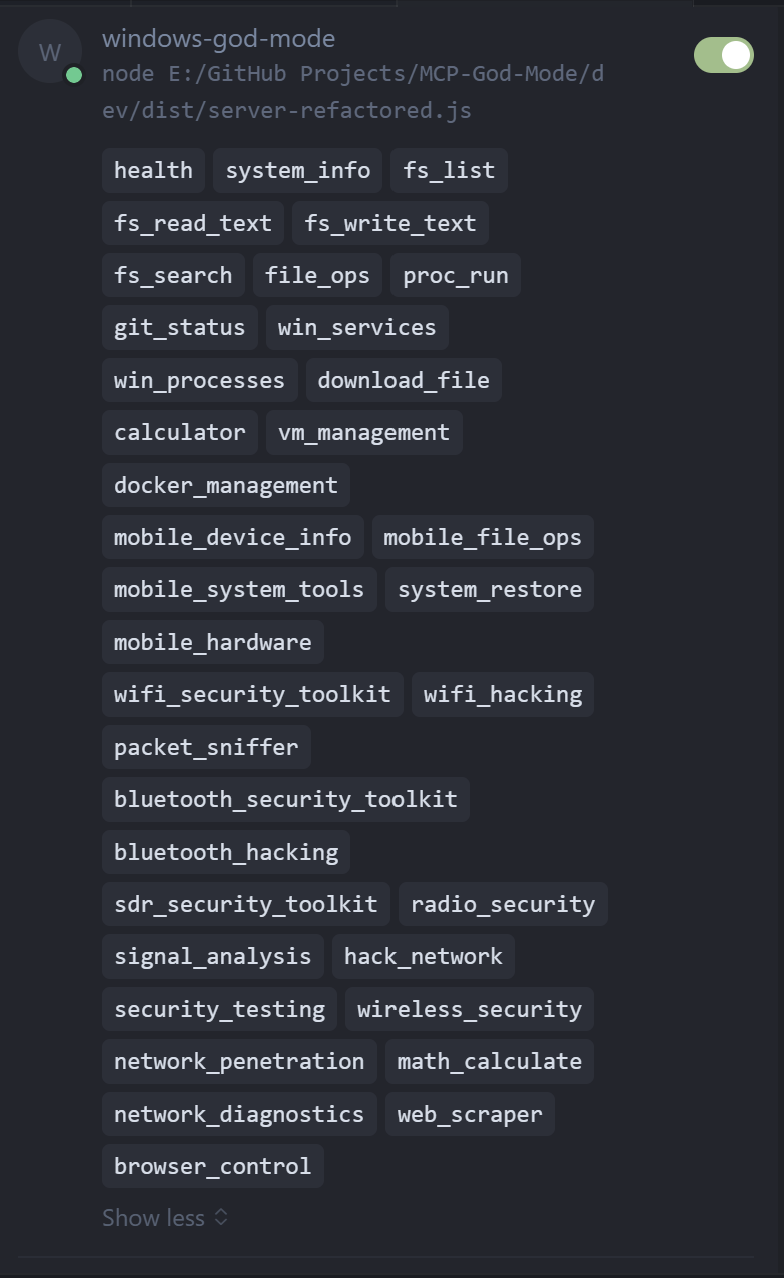 W
windows-god-mode
node E:/GitHub Projects/MCP-God-Mode/d
ev/dist/server-refactored.js
health system_info fs_list
fs_read_text fs_write_text
fs_search file_ops proc_run
git_status win_services
win_processes download_file
calculator vm_management
docker_management
mobile_device_info mobile_file_ops
mobile_system_tools system_restore
mobile_hardware
wifi_security_toolkit wifi_hacking
packet_sniffer
bluetooth_security_toolkit
bluetooth_hacking
sdr_security_toolkit radio_security
signal_analysis hack_network
security_testing wireless_security
network_penetration math_calculate
network_diagnostics web_scraper
browser_control
Show less